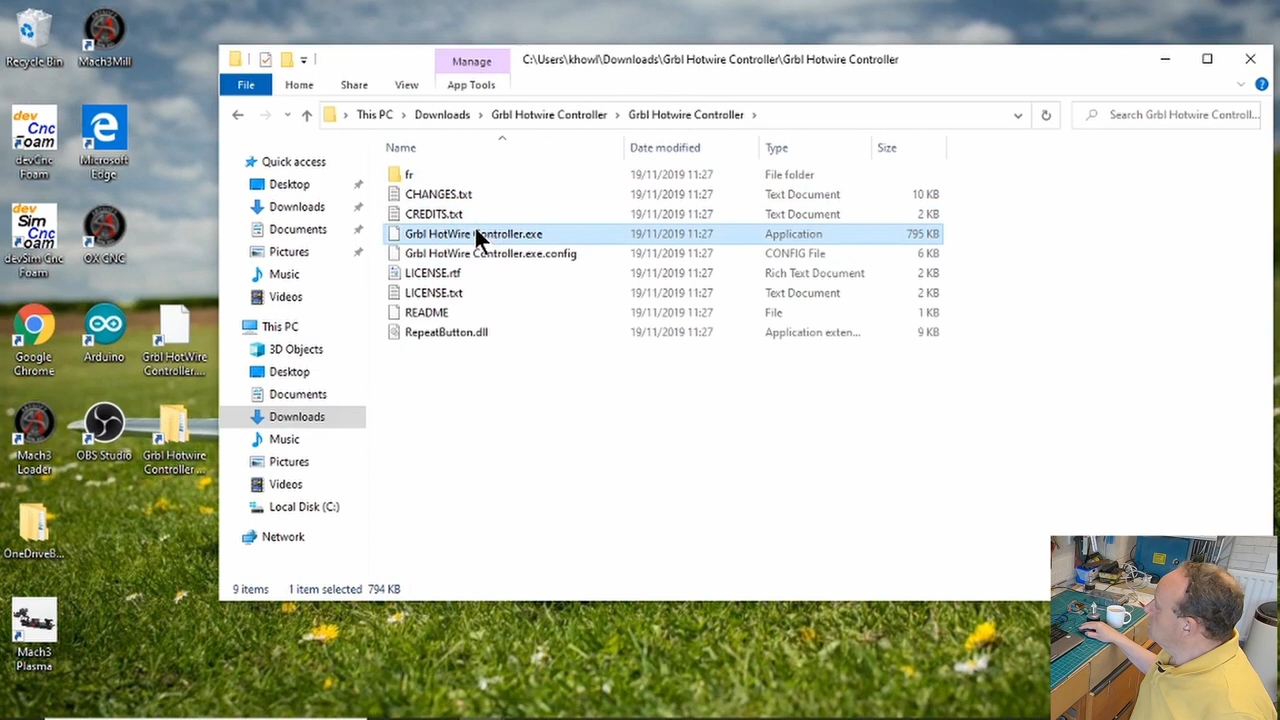 Recycle Bin
Mach3Mill
dev Cnc Foam
devCnc Foam
Microsoft Edge
dev Sim Cnc Foam
devSim Cnc Foam
OX CNC
Google Chrome
Arduino
Grbl HotWire Controller....
Mach3 Loader
OBS Studio
Grbl Hotwire Controller ...
OneDriveB...
Mach3 Plasma
Manage
C:\Users\khowl\Downloads\Grbl Hotwire Controller\Grbl Hotwire Controller
File Home Share View App Tools
This PC > Downloads > Grbl Hotwire Controller > Grbl Hotwire Controller >
Search Grbl Hotwire Controll...
Quick access
Desktop
Downloads
Documents
Pictures
Music
Videos
This PC
3D Objects
Desktop
Documents
Downloads
Music
Pictures
Videos
Local Disk (C:)
Network
Name Date modified Type Size
fr 19/11/2019 11:27 File folder
CHANGES.txt 19/11/2019 11:27 Text Document 10 KB
CREDITS.txt 19/11/2019 11:27 Text Document 2 KB
Grbl HotWire Controller.exe 19/11/2019 11:27 Application 795 KB
Grbl HotWire Controller.exe.config 19/11/2019 11:27 CONFIG File 6 KB
LICENSE.rtf 19/11/2019 11:27 Rich Text Document 2 KB
LICENSE.txt 19/11/2019 11:27 Text Document 2 KB
README 19/11/2019 11:27 File 1 KB
RepeatButton.dll 19/11/2019 11:27 Application exten... 9 KB
9 items 1 item selected 794 KB